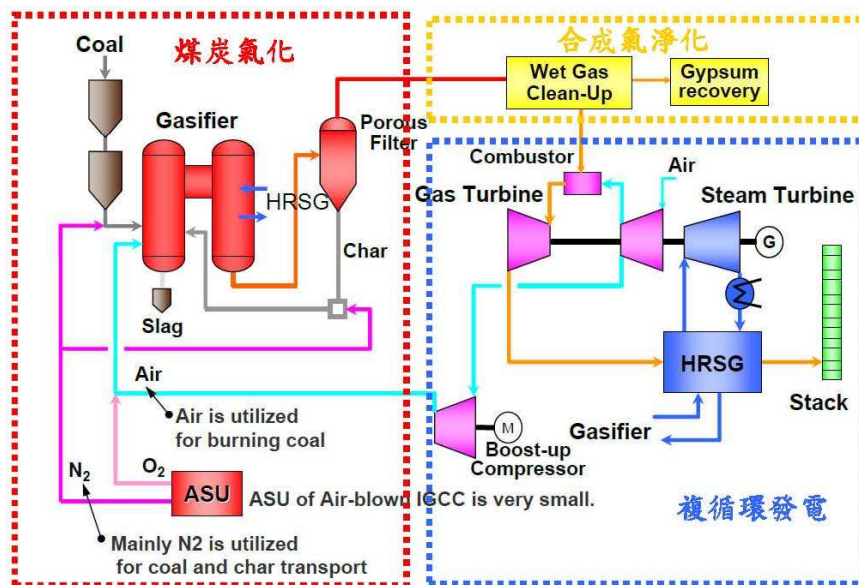 煤炭氣化
合成氣淨化
Coal
Gasifier
Porous
Filter
HRSG
Char
Slag
Wet Gas
Clean-Up
Gypsum
recovery
Combustor
Gas Turbine
Air
Steam Turbine
G
HRSG
Stack
Gasifier
Air
Air is utilized
for burning coal
M
Boost-up
Compressor
O2
N2
ASU
ASU of Air-blown IGCC is very small.
Mainly N2 is utilized
for coal and char transport
複循環發電